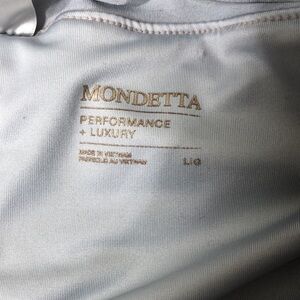 MONDETTA
PERFORMANCE
+ LUXURY
MADE IN VIETNAM
FABRIQUÉ AU VIETNAM
L/G